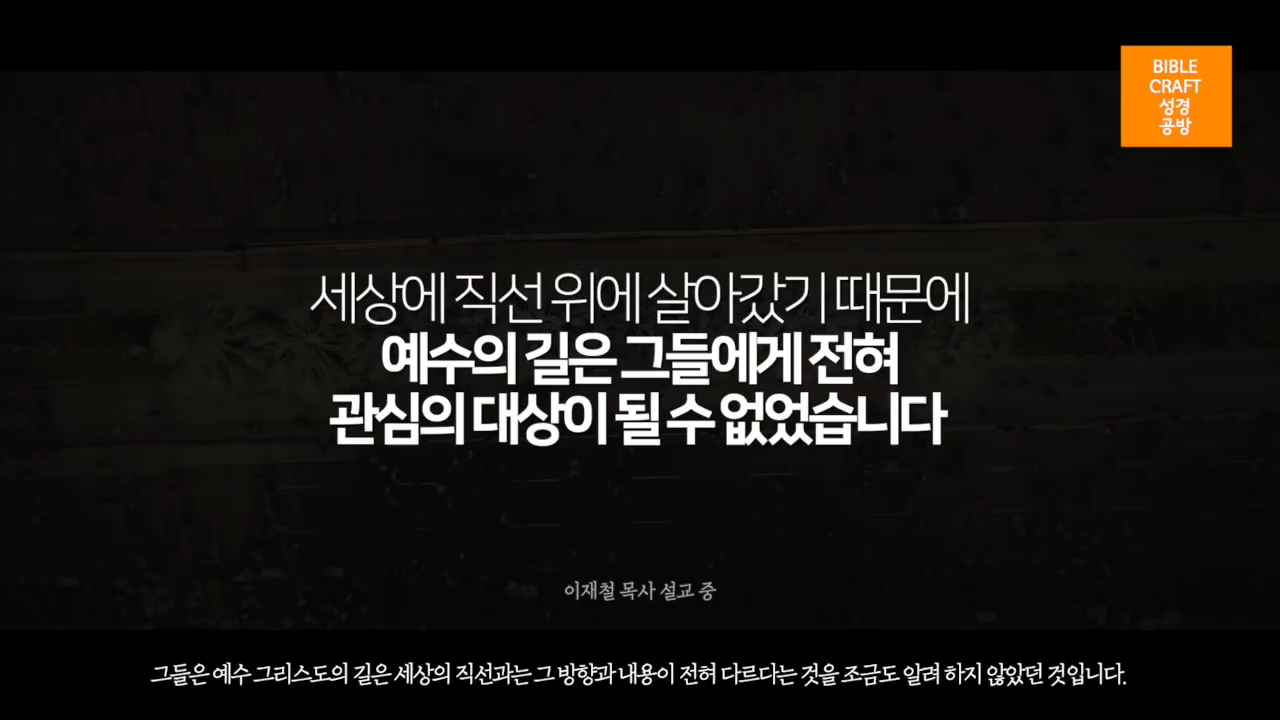 BIBLE
CRAFT
성경
공방
세상에 직선 위에 살아갔기 때문에
예수의 길은 그들에게 전혀
관심의 대상이 될 수 없었습니다
이재철 목사 설교 중
그들은 예수 그리스도의 길은 세상의 직선과는 그 방향과 내용이 전혀 다르다는 것을 조금도 알려 하지 않았던 것입니다.